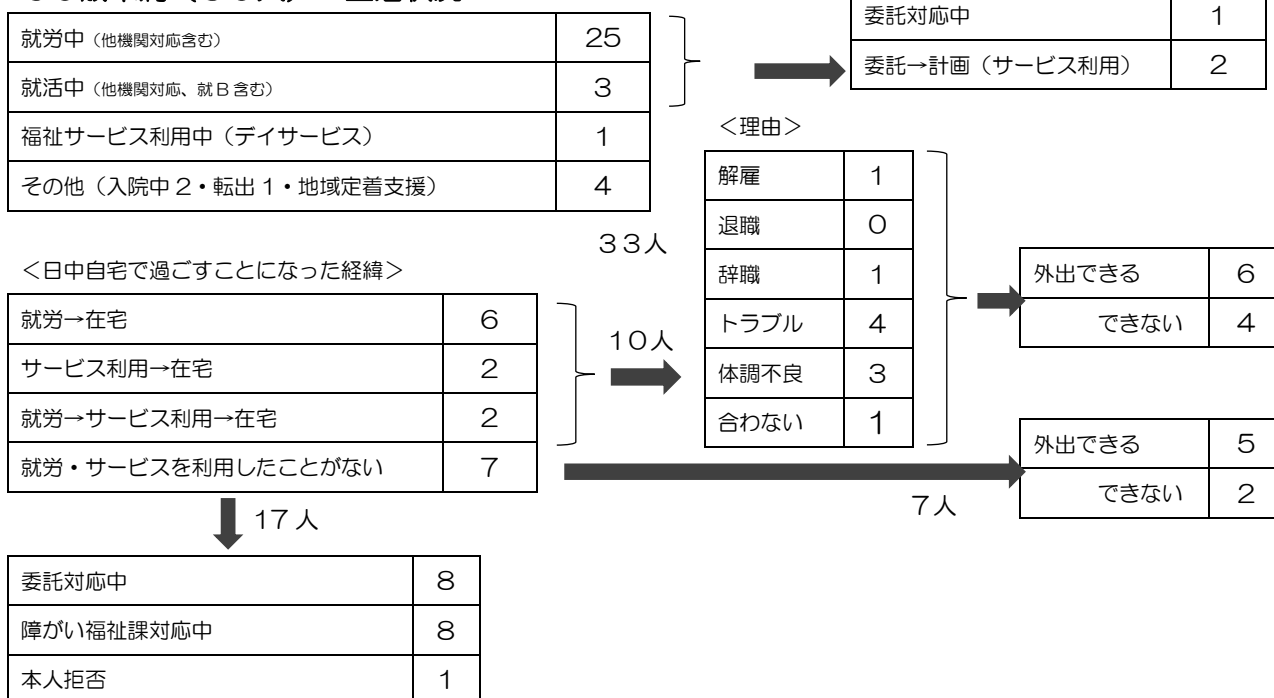 委託対応中 1
委託→計画（サービス利用） 2
就労中（他機関対応含む） 25
就活中（他機関対応、就B含む） 3
福祉サービス利用中（デイサービス） 1
その他（入院中2・転出1・地域定着支援） 4
33人
＜日中自宅で過ごすことになった経緯＞
就労→在宅 6
サービス利用→在宅 2
就労→サービス利用→在宅 2
就労・サービスを利用したことがない 7
10人
＜理由＞
解雇 1
退職 0
辞職 1
トラブル 4
体調不良 3
合わない 1
外出できる 6
できない 4
7人
外出できる 5
できない 2
17人
委託対応中 8
障がい福祉課対応中 8
本人拒否 1